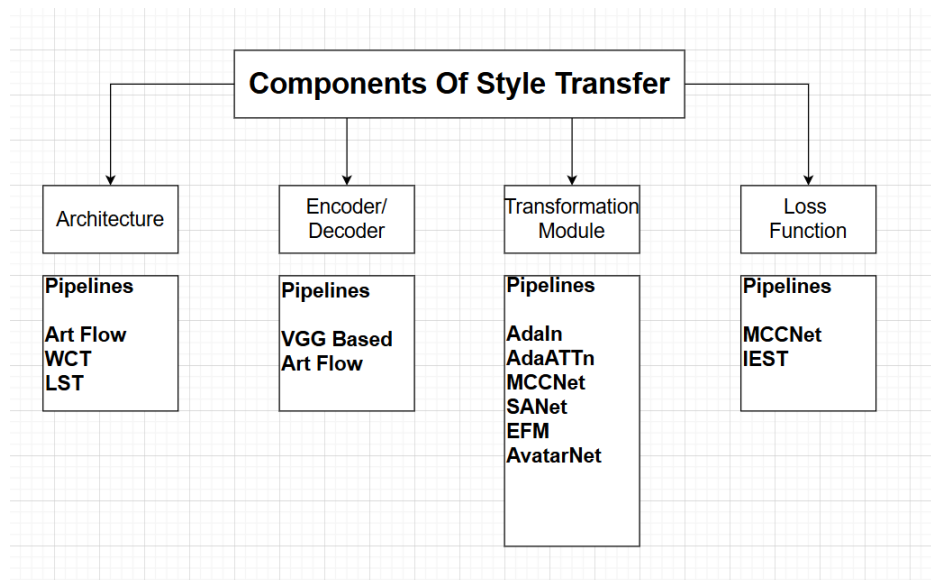 Components Of Style Transfer
Architecture
Encoder/
Decoder
Transformation
Module
Loss
Function
Pipelines
Art Flow
WCT
LST
Pipelines
VGG Based
Art Flow
Pipelines
AdaIn
AdaATTn
MCCNet
SANet
EFM
AvatarNet
Pipelines
MCCNet
IEST